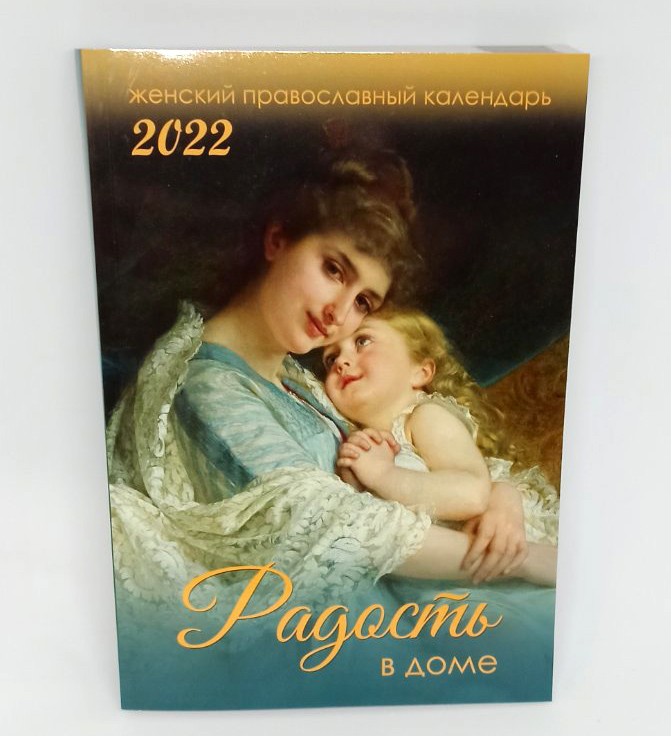 женский православный календарь
2022
Радость
в доме